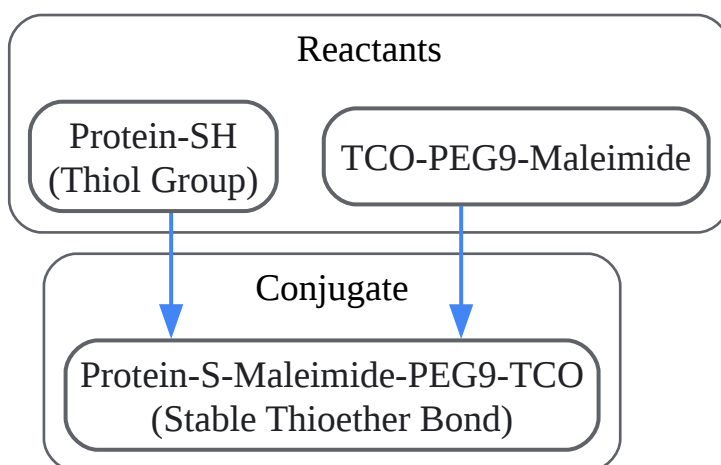 Reactants
Protein-SH
(Thiol Group)
TCO-PEG9-Maleimide
Conjugate
Protein-S-Maleimide-PEG9-TCO
(Stable Thioether Bond)